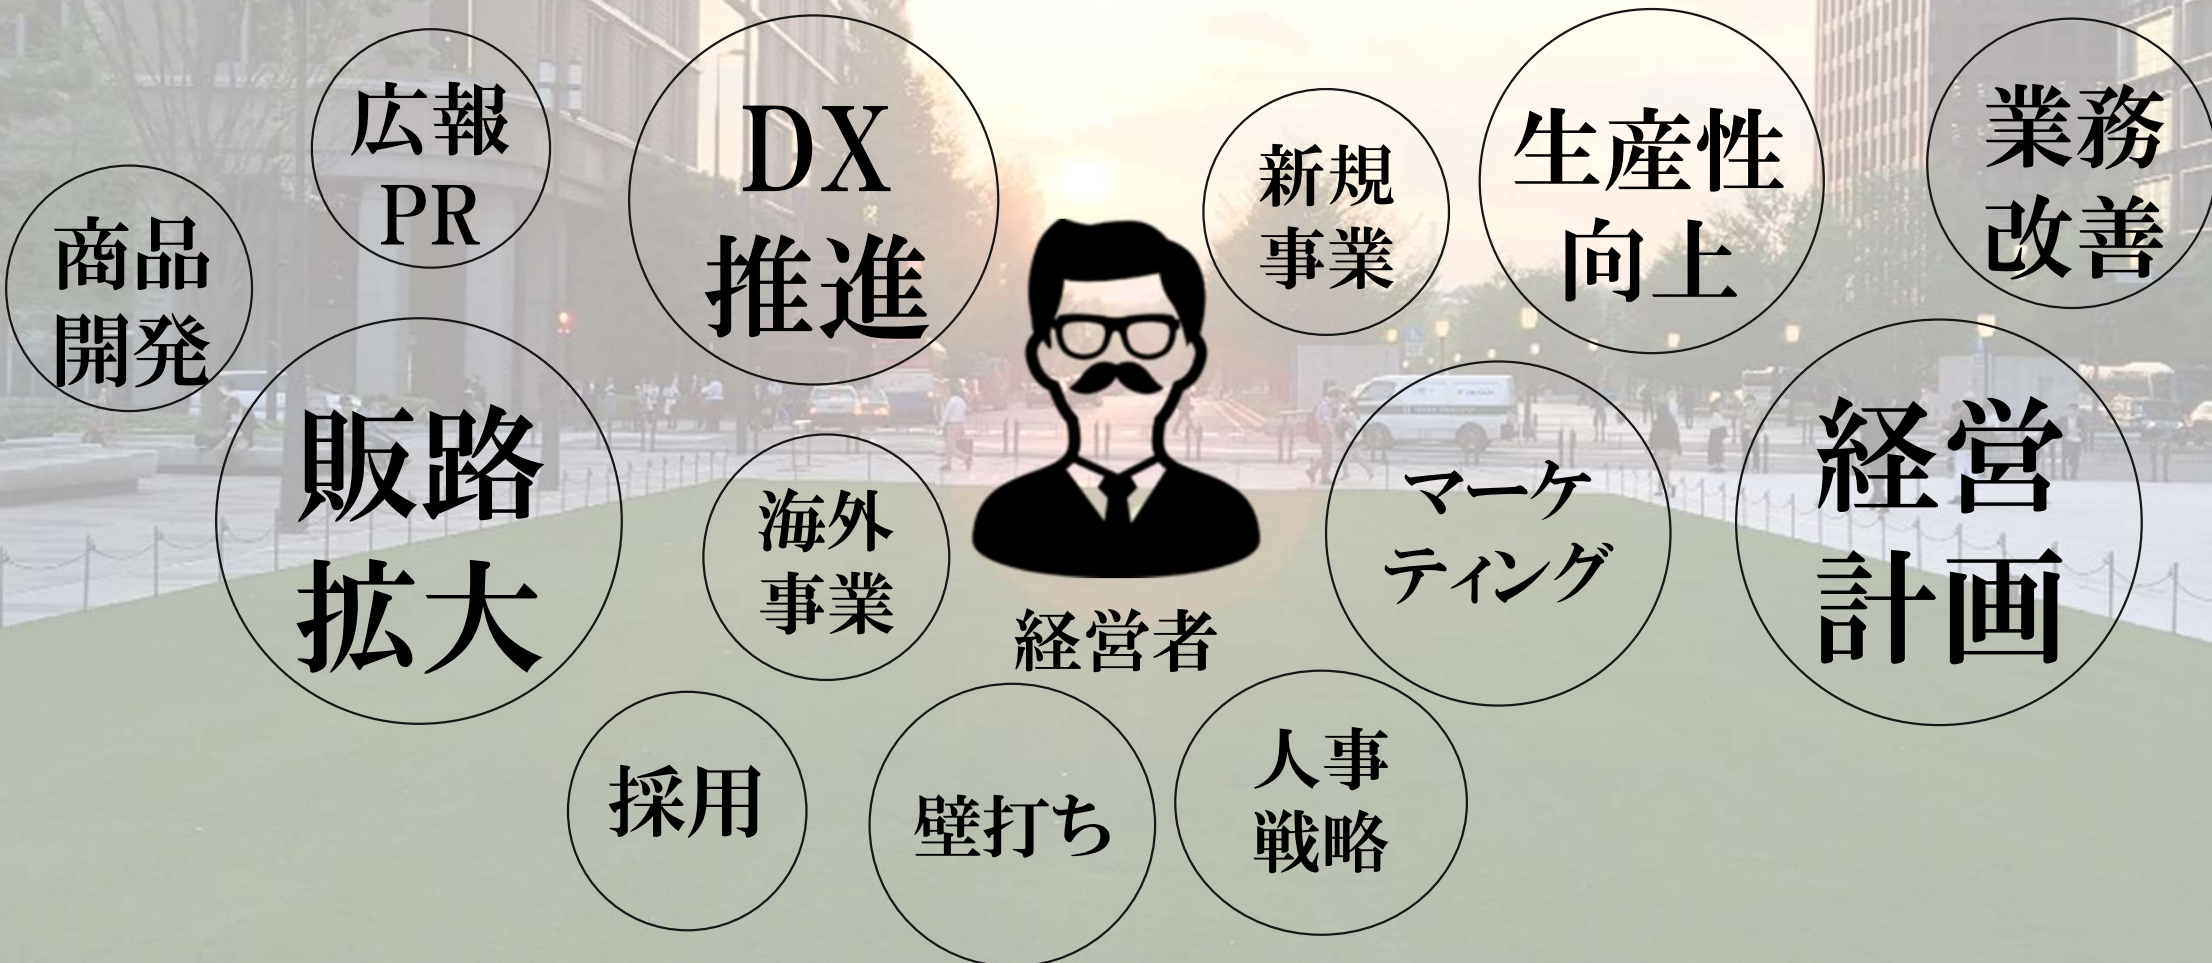 広報
PR
DX
推進
新規
事業
生産性
向上
業務
改善
商品
開発
販路
拡大
海外
事業
経営者
マーケ
ティング
経営
計画
採用
壁打ち
人事
戦略